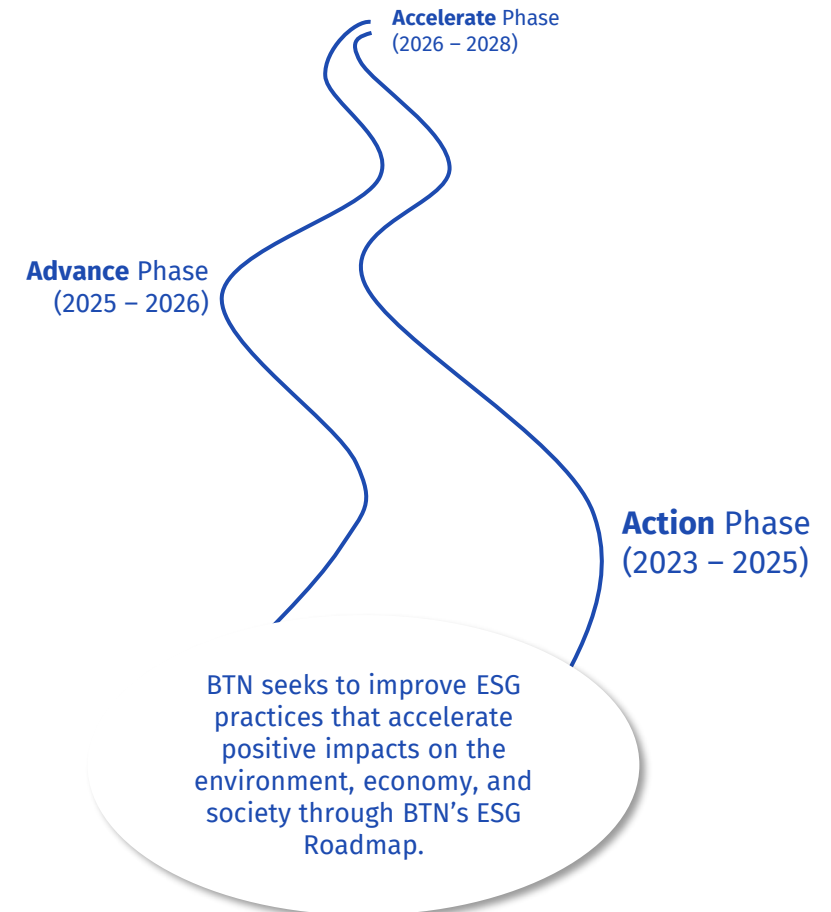 Accelerate Phase
(2026 – 2028)
Advance Phase
(2025 – 2026)
Action Phase
(2023 – 2025)
BTN seeks to improve ESG
practices that accelerate
positive impacts on the
environment, economy, and
society through BTN’s ESG
Roadmap.